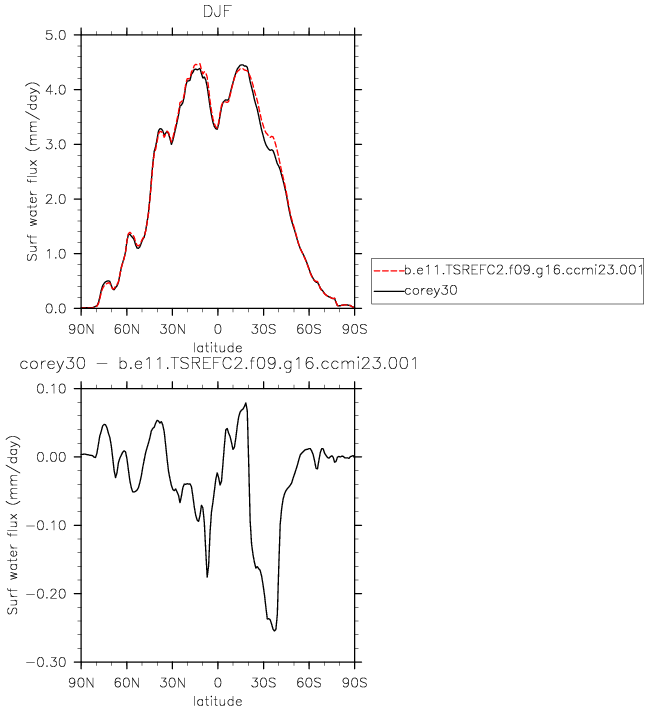 DJF
5.0
4.0
3.0
2.0
1.0
0.0
Surf water flux (mm/day)
90N 60N 30N 0 30S 60S 90S
latitude
b.e11.TSREFC2.f09.g16.ccmi23.001
corey30
corey30 – b.e11.TSREFC2.f09.g16.ccmi23.001
0.10
0.00
−0.10
−0.20
−0.30
Surf water flux (mm/day)
90N 60N 30N 0 30S 60S 90S
latitude